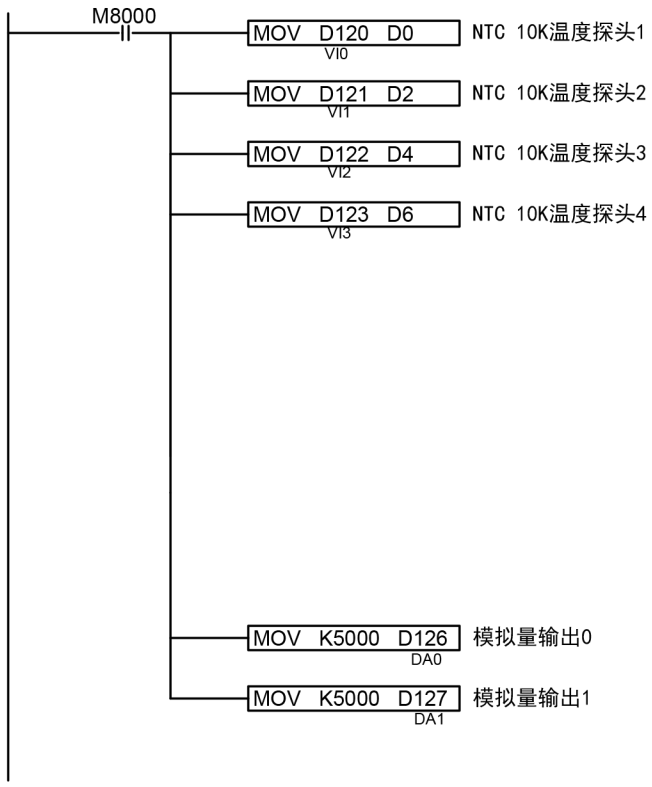 M8000
MOV D120 D0 NTC 10K温度探头1
VI0
MOV D121 D2 NTC 10K温度探头2
VI1
MOV D122 D4 NTC 10K温度探头3
VI2
MOV D123 D6 NTC 10K温度探头4
VI3
MOV K5000 D126 模拟量输出0
DA0
MOV K5000 D127 模拟量输出1
DA1